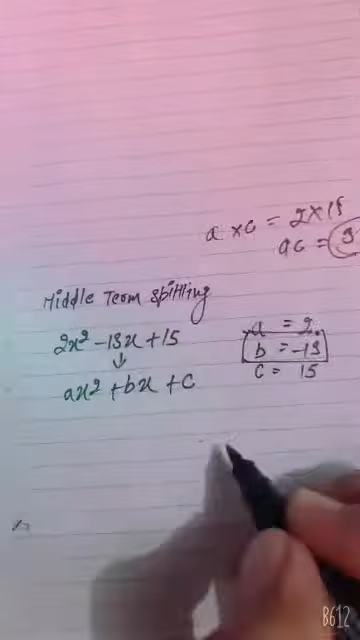 a × c = 2 × 15
ac =
Middle Term Splitting
2x² - 13x + 15
↓
ax² + bx + c
a = 2
b = -13
c = 15
B612